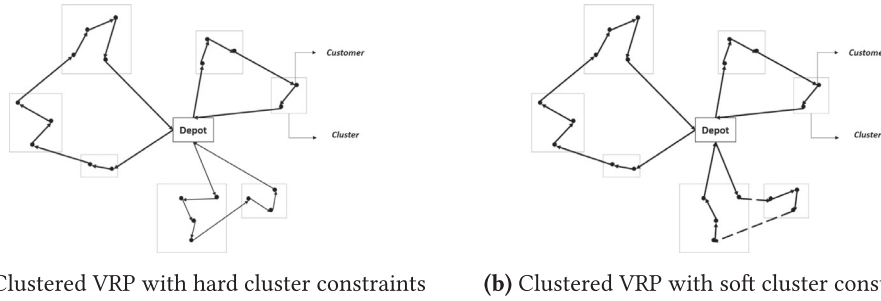 Customer
Depot
Cluster
Clustered VRP with hard cluster constraints
Customer
Depot
Cluster
(b) Clustered VRP with soft cluster cons